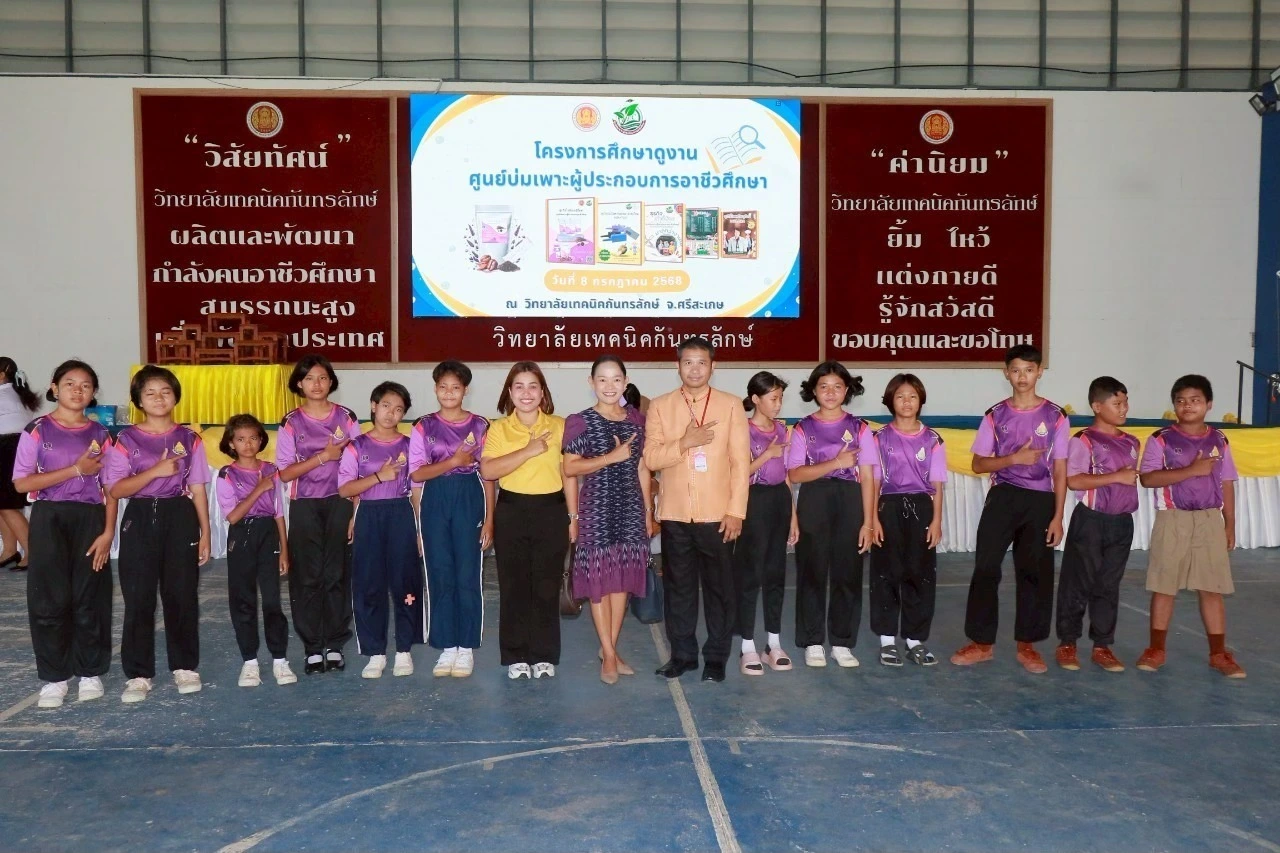 “วิสัยทัศน์”
วิทยาลัยเทคนิคกันทรลักษ์
ผลิตและพัฒนา
กำลังคนอาชีวศึกษา
สมรรถนะสูง
ประเทศ
โครงการศึกษาดูงาน
ศูนย์บ่มเพาะผู้ประกอบการอาชีวศึกษา
วันที่ 8 กรกฎาคม 2568
ณ วิทยาลัยเทคนิคกันทรลักษ์ จ.ศรีสะเกษ
วิทยาลัยเทคนิคกันทรลักษ์
“ค่านิยม”
วิทยาลัยเทคนิคกันทรลักษ์
ยิ้ม ไหว้
แต่งกายดี
รู้จักสวัสดี
ขอบคุณและขอโทษ